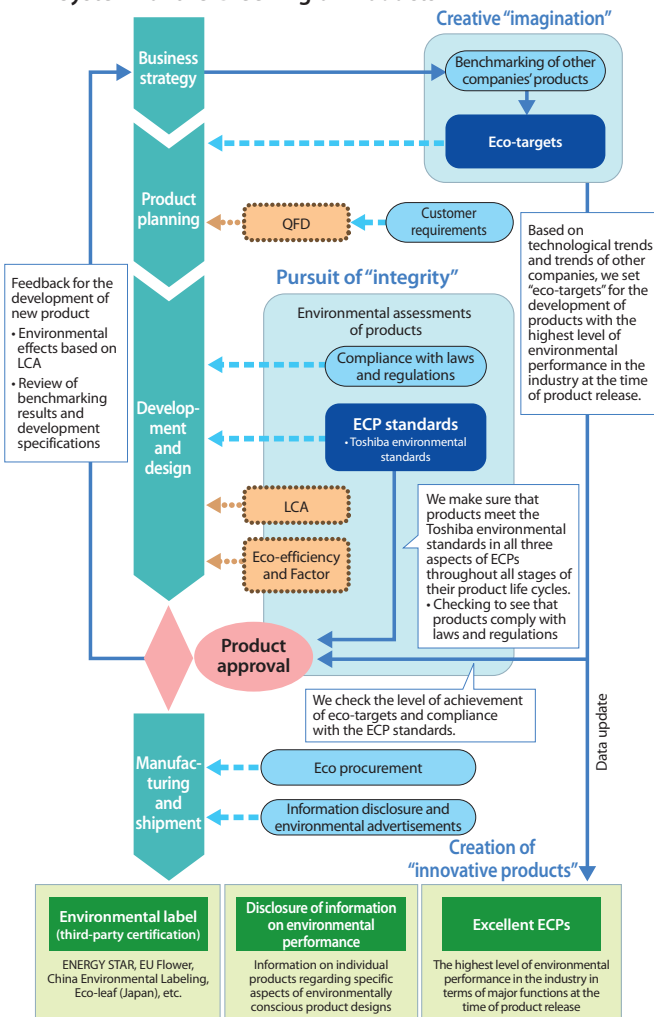 Creative “imagination”
Business
strategy
Benchmarking of other
companies’ products
Eco-targets
Product
planning
QFD
Customer
requirements
Based on
technological trends
and trends of other
companies, we set
“eco-targets” for the
development of
products with the
highest level of
environmental
performance in the
industry at the time
of product release.
Feedback for the
development of
new product
• Environmental
effects based on
LCA
• Review of
benchmarking
results and
development
specifications
Pursuit of “integrity”
Environmental assessments
of products
Compliance with laws
and regulations
Develop-
ment
and
design
ECP standards
• Toshiba environmental
standards
LCA
Eco-efficiency
and Factor
We make sure that
products meet the
Toshiba environmental
standards in all three
aspects of ECPs
throughout all stages of
their product life cycles.
• Checking to see that
products comply with
laws and regulations
Product
approval
We check the level of achievement
of eco-targets and compliance
with the ECP standards.
Data update
Manufac-
turing
and
shipment
Eco procurement
Information disclosure and
environmental advertisements
Creation of
“innovative products”
Environmental label
(third-party certification)
ENERGY STAR, EU Flower,
China Environmental Labeling,
Eco-leaf (Japan), etc.
Disclosure of information
on environmental
performance
Information on individual
products regarding specific
aspects of environmentally
conscious product designs
Excellent ECPs
The highest level of environmental
performance in the industry in
terms of major functions at the
time of product release